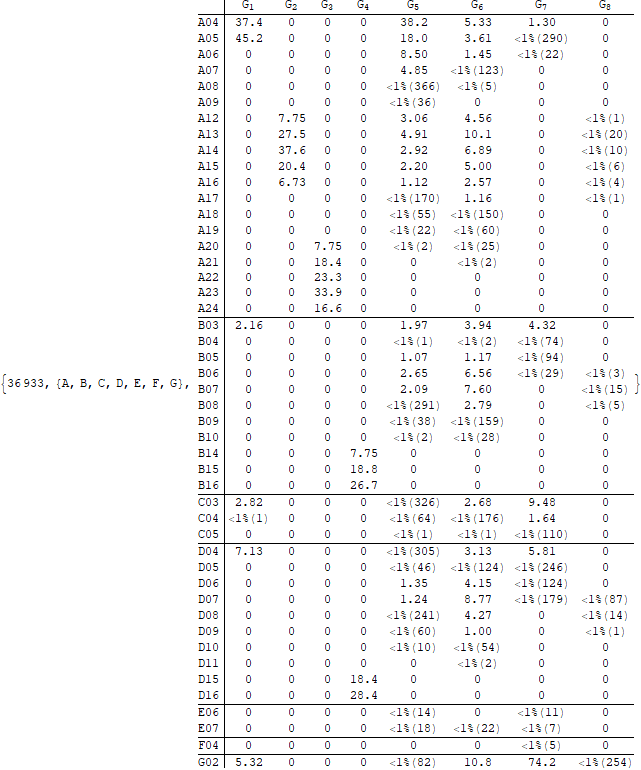 G1 G2 G3 G4 G5 G6 G7 G8
A04 37.4 0 0 0 38.2 5.33 1.30 0
A05 45.2 0 0 0 18.0 3.61 <1%(290) 0
A06 0 0 0 0 8.50 1.45 <1%(22) 0
A07 0 0 0 0 4.85 <1%(123) 0 0
A08 0 0 0 0 <1%(366) <1%(5) 0 0
A09 0 0 0 0 <1%(36) 0 0 0
A12 0 7.75 0 0 3.06 4.56 0 <1%(1)
A13 0 27.5 0 0 4.91 10.1 0 <1%(20)
A14 0 37.6 0 0 2.92 6.89 0 <1%(10)
A15 0 20.4 0 0 2.20 5.00 0 <1%(6)
A16 0 6.73 0 0 1.12 2.57 0 <1%(4)
A17 0 0 0 0 <1%(170) 1.16 0 <1%(1)
A18 0 0 0 0 <1%(55) <1%(150) 0 0
A19 0 0 0 0 <1%(22) <1%(60) 0 0
A20 0 0 7.75 0 <1%(2) <1%(25) 0 0
A21 0 0 18.4 0 0 <1%(2) 0 0
A22 0 0 23.3 0 0 0 0 0
A23 0 0 33.9 0 0 0 0 0
A24 0 0 16.6 0 0 0 0 0
B03 2.16 0 0 0 1.97 3.94 4.32 0
B04 0 0 0 0 <1%(1) <1%(2) <1%(74) 0
B05 0 0 0 0 1.07 1.17 <1%(94) 0
B06 0 0 0 0 2.65 6.56 <1%(29) <1%(3)
{36933, {A, B, C, D, E, F, G}, }
B07 0 0 0 0 2.09 7.60 0 <1%(15)
B08 0 0 0 0 <1%(291) 2.79 0 <1%(5)
B09 0 0 0 0 <1%(38) <1%(159) 0 0
B10 0 0 0 0 <1%(2) <1%(28) 0 0
B14 0 0 0 7.75 0 0 0 0
B15 0 0 0 18.8 0 0 0 0
B16 0 0 0 26.7 0 0 0 0
C03 2.82 0 0 0 <1%(326) 2.68 9.48 0
C04 <1%(1) 0 0 0 <1%(64) <1%(176) 1.64 0
C05 0 0 0 0 <1%(1) <1%(1) <1%(110) 0
D04 7.13 0 0 0 <1%(305) 3.13 5.81 0
D05 0 0 0 0 <1%(46) <1%(124) <1%(246) 0
D06 0 0 0 0 1.35 4.15 <1%(124) 0
D07 0 0 0 0 1.24 8.77 <1%(179) <1%(87)
D08 0 0 0 0 <1%(241) 4.27 0 <1%(14)
D09 0 0 0 0 <1%(60) 1.00 0 <1%(1)
D10 0 0 0 0 <1%(10) <1%(54) 0 0
D11 0 0 0 0 0 <1%(2) 0 0
D15 0 0 0 18.4 0 0 0 0
D16 0 0 0 28.4 0 0 0 0
E06 0 0 0 0 <1%(14) 0 <1%(11) 0
E07 0 0 0 0 <1%(18) <1%(22) <1%(7) 0
F04 0 0 0 0 0 0 <1%(5) 0
G02 5.32 0 0 0 <1%(82) 10.8 74.2 <1%(254)